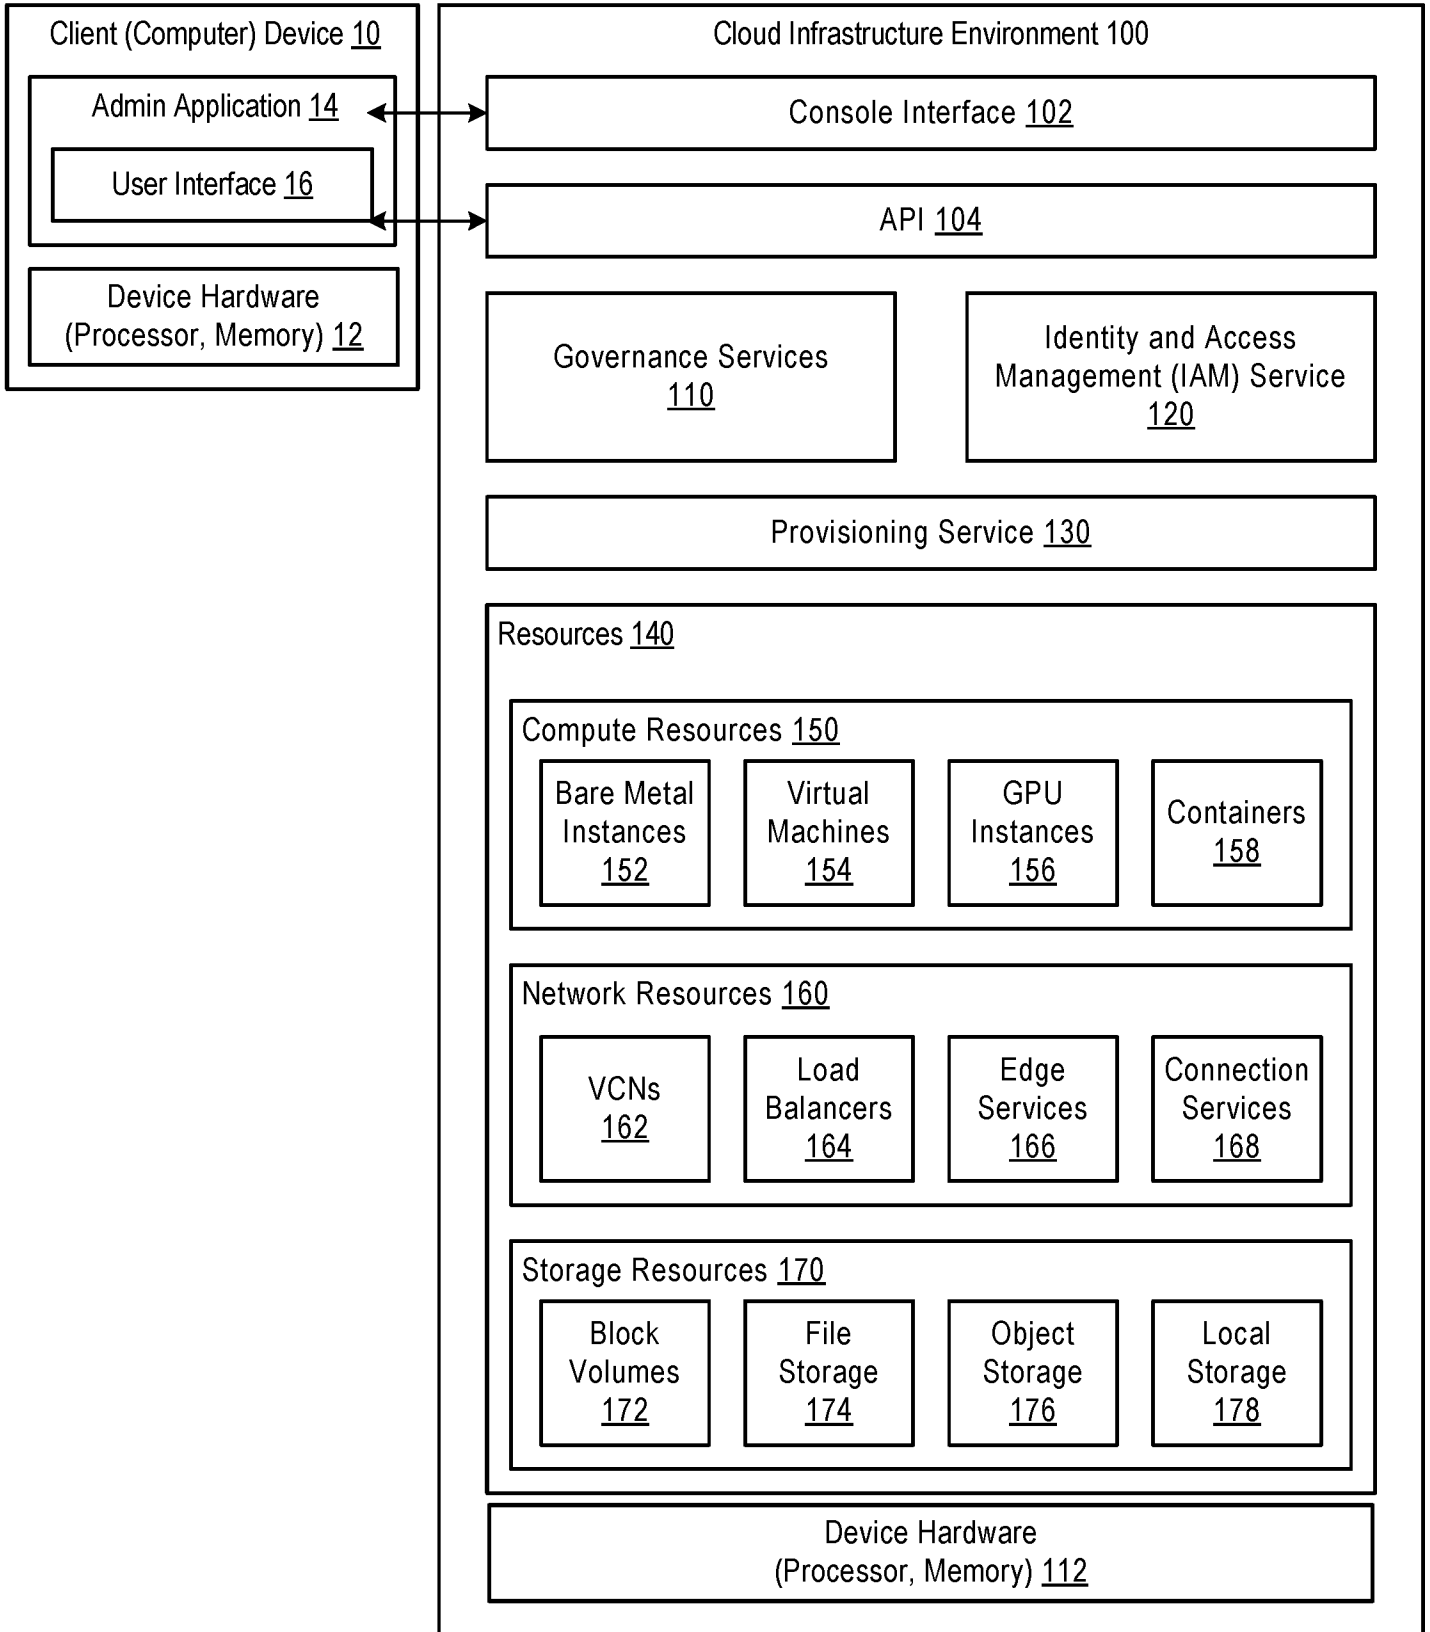 Client (Computer) Device 10
Admin Application 14
User Interface 16
Device Hardware
(Processor, Memory) 12
Cloud Infrastructure Environment 100
Console Interface 102
API 104
Governance Services
110
Identity and Access
Management (IAM) Service
120
Provisioning Service 130
Resources 140
Compute Resources 150
Bare Metal
Instances
152
Virtual
Machines
154
GPU
Instances
156
Containers
158
Network Resources 160
VCNs
162
Load
Balancers
164
Edge
Services
166
Connection
Services
168
Storage Resources 170
Block
Volumes
172
File
Storage
174
Object
Storage
176
Local
Storage
178
Device Hardware
(Processor, Memory) 112